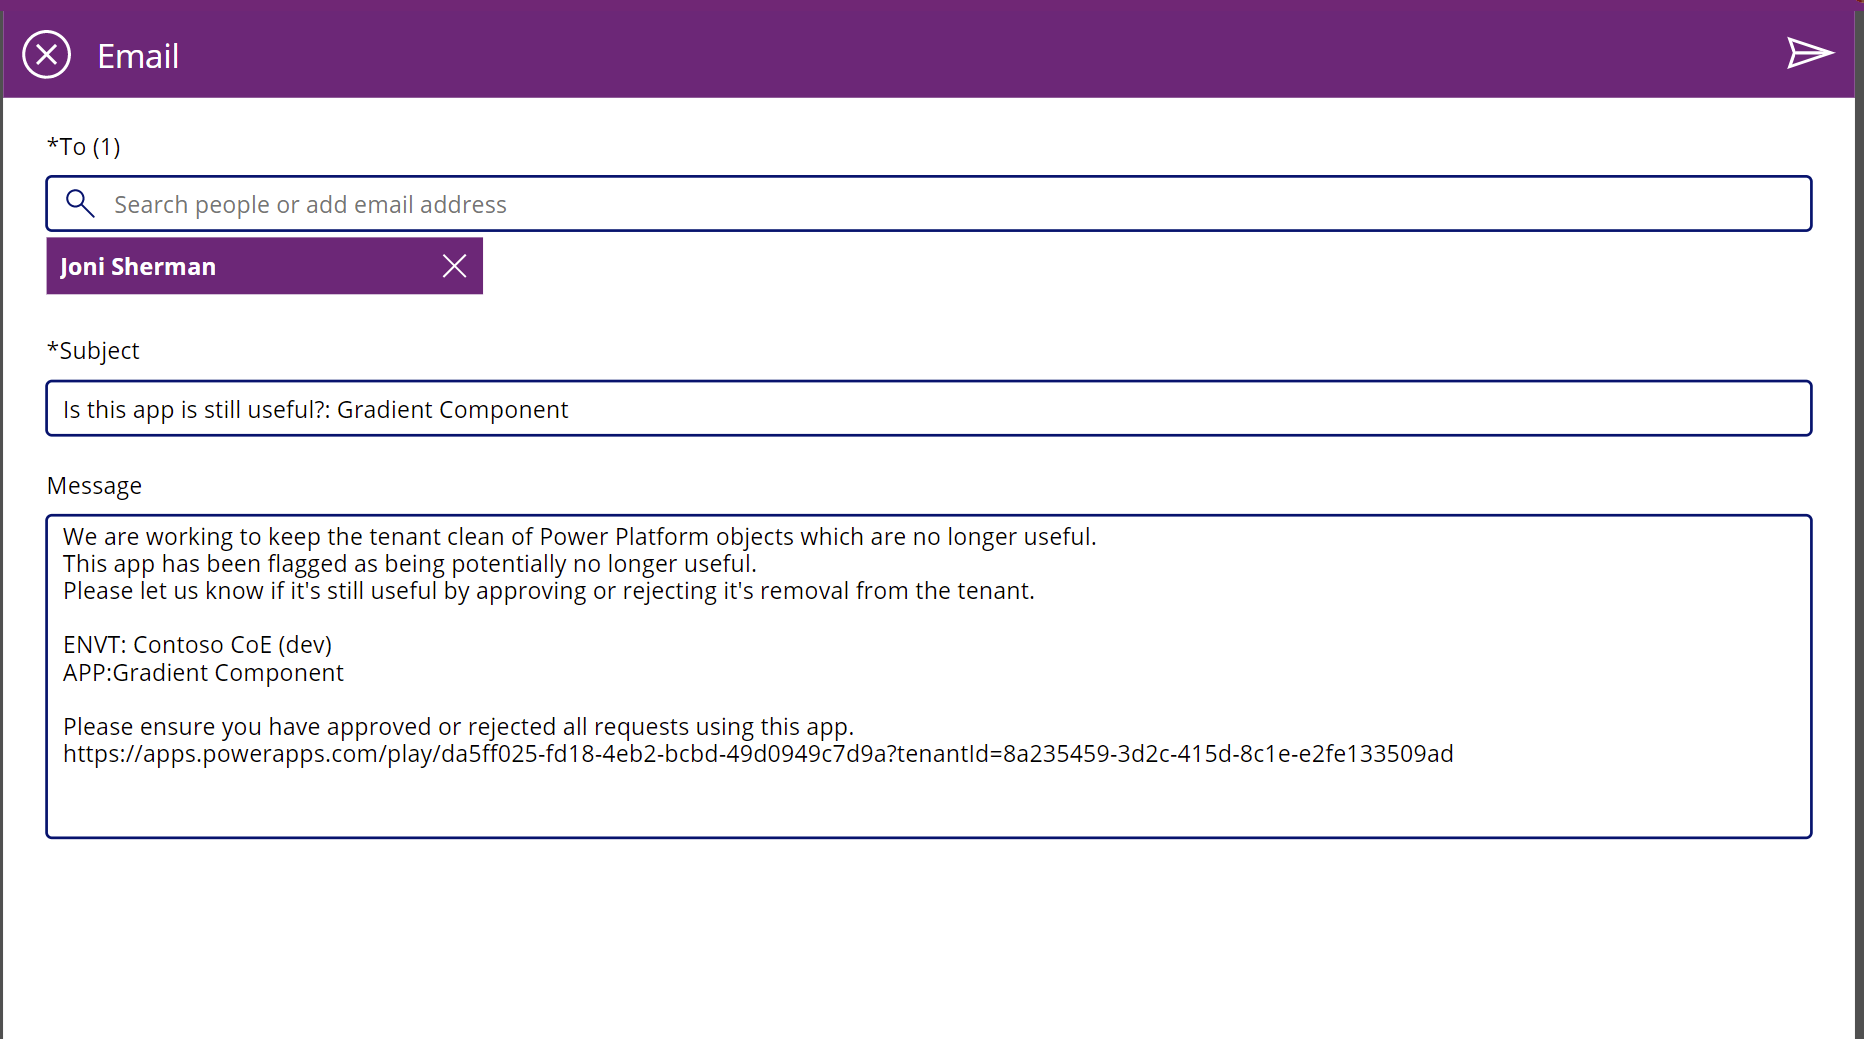 Email
*To (1)
Search people or add email address
Joni Sherman
*Subject
Is this app is still useful?: Gradient Component
Message
We are working to keep the tenant clean of Power Platform objects which are no longer useful.
This app has been flagged as being potentially no longer useful.
Please let us know if it's still useful by approving or rejecting it's removal from the tenant.
ENVT: Contoso CoE (dev)
APP:Gradient Component
Please ensure you have approved or rejected all requests using this app.
https://apps.powerapps.com/play/da5ff025-fd18-4eb2-bcbd-49d0949c7d9a?tenantId=8a235459-3d2c-415d-8c1e-e2fe133509ad